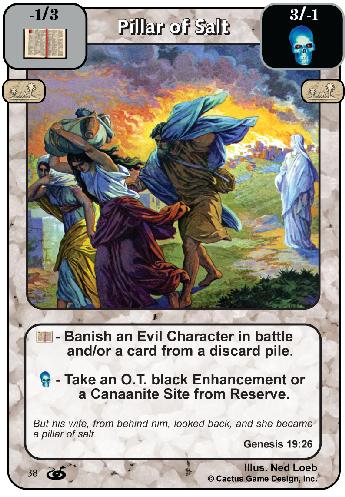 -1/3
Pillar of Salt
3/-1
- Banish an Evil Character in battle
and/or a card from a discard pile.
- Take an O.T. black Enhancement or
a Canaanite Site from Reserve.
But his wife, from behind him, looked back, and she became
a pillar of salt.
Genesis 19:26
38
Illus. Ned Loeb
© Cactus Game Design, Inc.